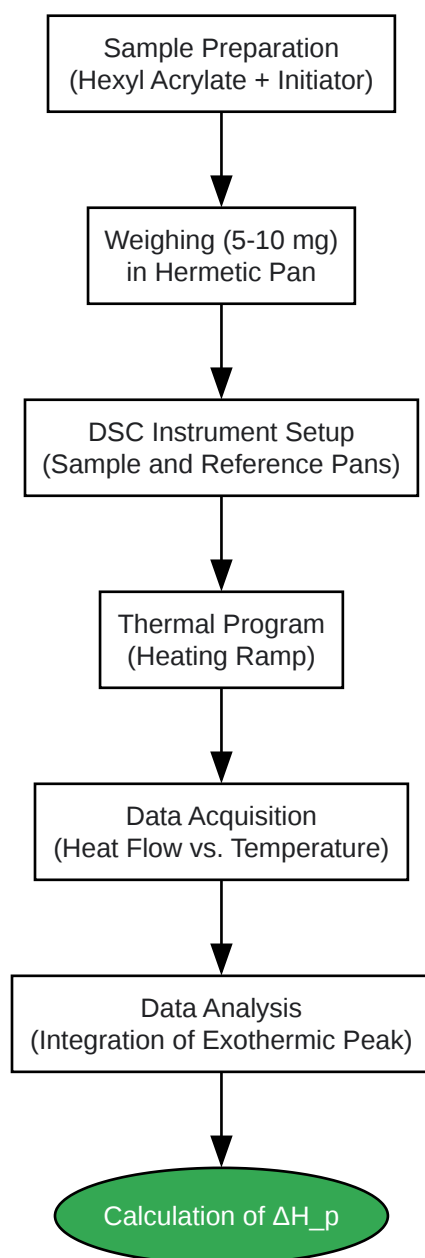 Sample Preparation
(Hexyl Acrylate + Initiator)
Weighing (5-10 mg)
in Hermetic Pan
DSC Instrument Setup
(Sample and Reference Pans)
Thermal Program
(Heating Ramp)
Data Acquisition
(Heat Flow vs. Temperature)
Data Analysis
(Integration of Exothermic Peak)
Calculation of ΔH_p